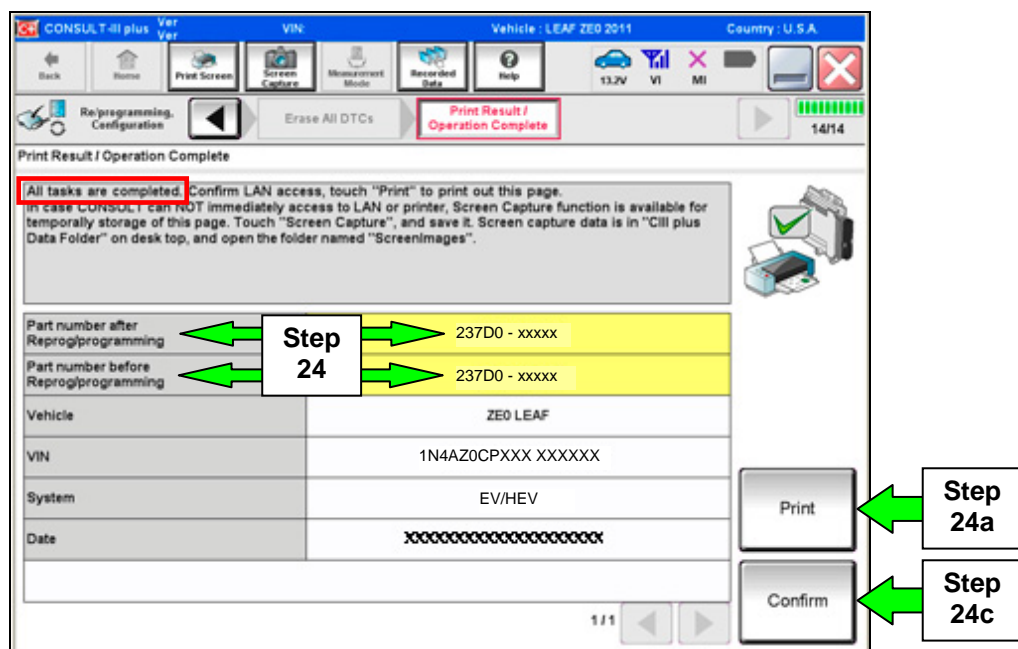 CONSULT-III plus Ver Ver VIN: Vehicle : LEAF ZE0 2011 Country : U.S.A.
Back Home Print Screen Screen Capture Measurement Mode Recorded Data Help 13.2V VI MI
Re/programming, Configuration Erase All DTCs Print Result / Operation Complete 14/14
Print Result / Operation Complete
All tasks are completed. Confirm LAN access, touch "Print" to print out this page.
In case CONSULT can NOT immediately access to LAN or printer, Screen Capture function is available for
temporally storage of this page. Touch "Screen Capture", and save it. Screen capture data is in "CIII plus
Data Folder" on desk top, and open the folder named "ScreenImages".
Part number after Reprog/programming 237D0 - xxxxx
Step 24
Part number before Reprog/programming 237D0 - xxxxx
Vehicle ZE0 LEAF
VIN 1N4AZ0CPXXX XXXXXX
System EV/HEV
Print
Step 24a
Date XXXXXXXXXXXXXXXXXXXX
Confirm
Step 24c
1/1